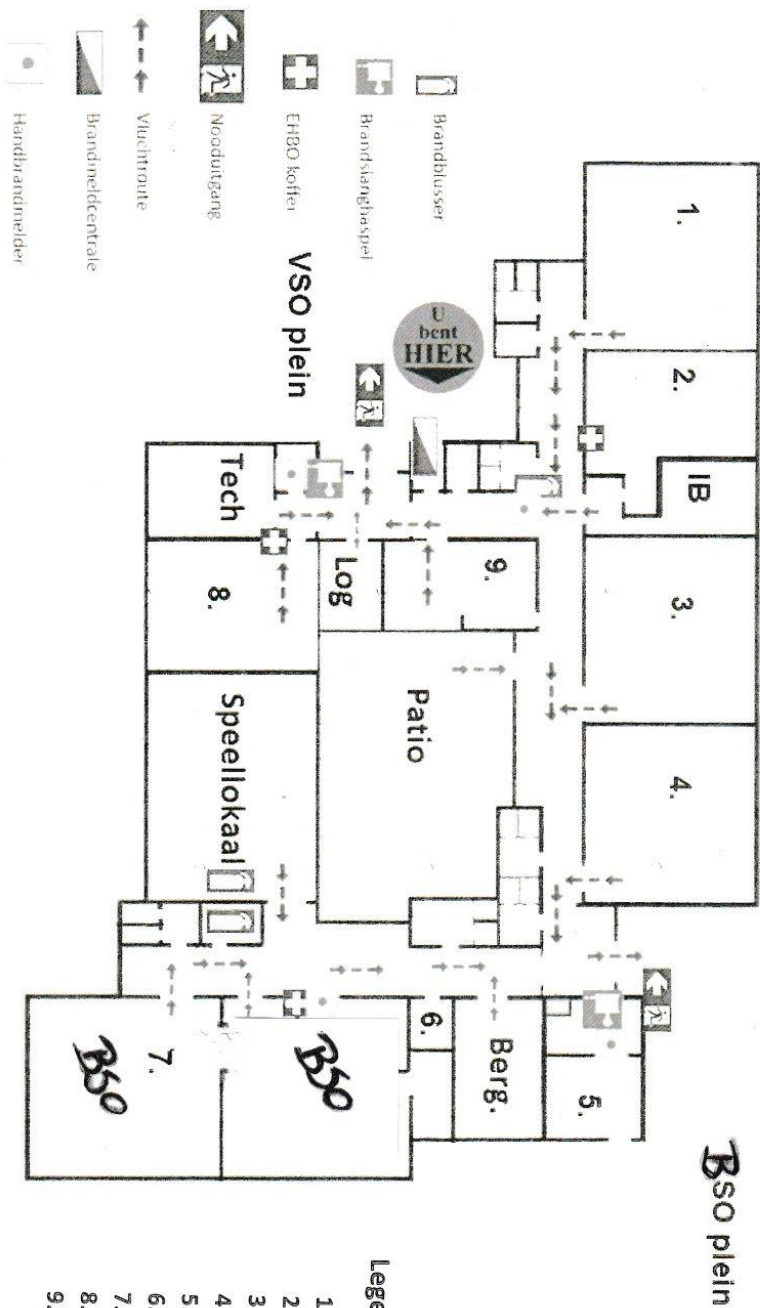 BSO plein
1.
2.
IB
3.
4.
U
bent
HIER
9.
Log
Patio
5.
Berg.
6.
VSO plein
Tech
8.
Speellokaal
BSO
7.
BSO
Brandblusser
Brandslanghaspel
EHBO koffer
Nooduitgang
Vluchtroute
Brandmeldcentrale
Handbrandmelder
Lege
1.
2.
3.
4.
5.
6.
7.
8.
9.